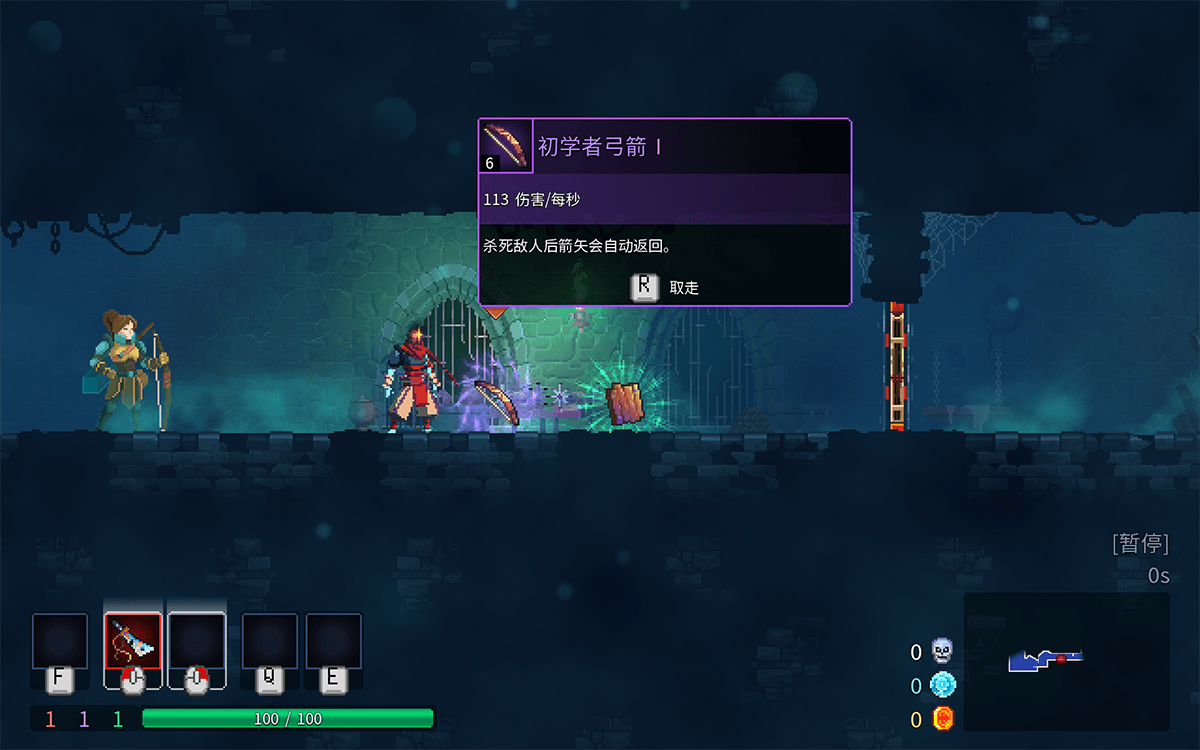 初学者弓箭 I
6
113 伤害/每秒
杀死敌人后箭矢会自动返回。
R 取走
[暂停]
0s
0
0
0
F
Q
E
1 1 1
100 / 100